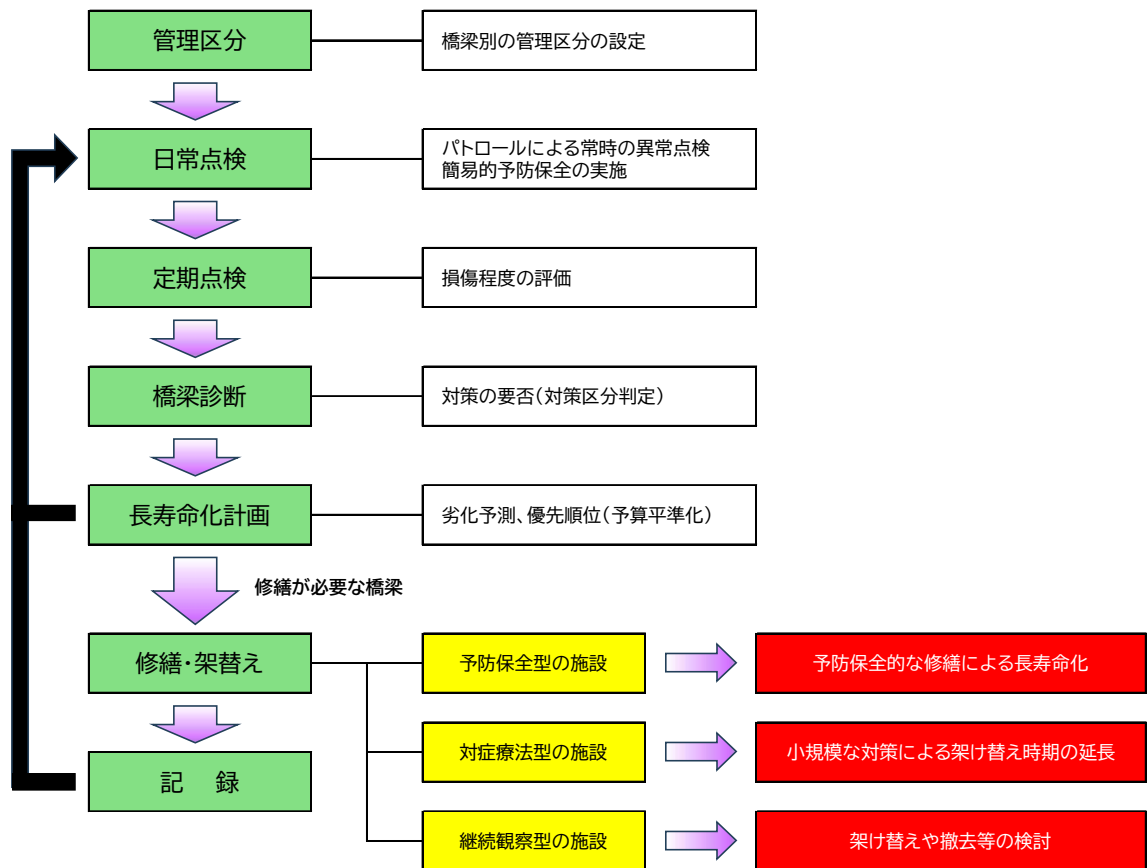 管理区分
橋梁別の管理区分の設定
日常点検
パトロールによる常時の異常点検
簡易的予防保全の実施
定期点検
損傷程度の評価
橋梁診断
対策の要否(対策区分判定)
長寿命化計画
劣化予測、優先順位(予算平準化)
修繕が必要な橋梁
修繕・架替え
予防保全型の施設
予防保全的な修繕による長寿命化
対症療法型の施設
小規模な対策による架け替え時期の延長
記　録
継続観察型の施設
架け替えや撤去等の検討